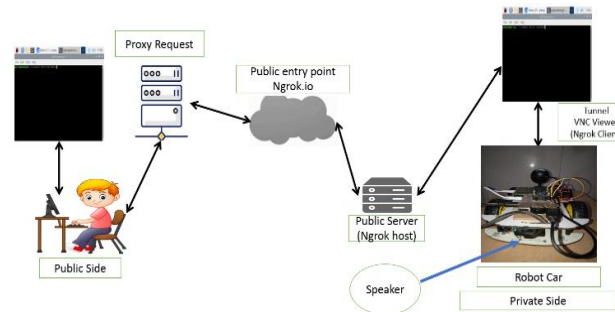 Proxy Request
Public entry point
Ngrok.io
Tunnel
VNC Viewe
(Ngrok Clien
Public Server
(Ngrok host)
Public Side
Speaker
Robot Car
Private Side